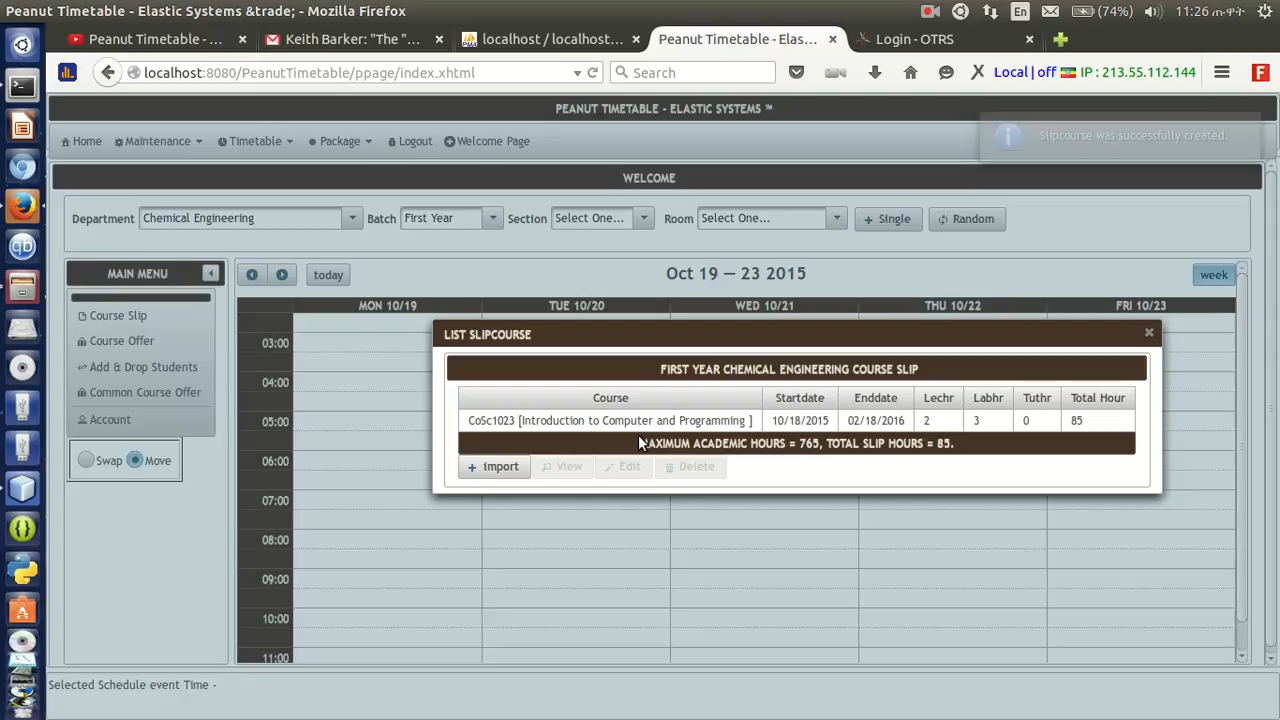 Peanut Timetable - Elastic Systems &trade; - Mozilla Firefox
En (74%) 11:26 ጡዋት
Peanut Timetable - ... × Keith Barker: "The "... × localhost / localhost... × Peanut Timetable - Elas... × Login - OTRS ×
localhost:8080/PeanutTimetable/ppage/index.xhtml Search Local | off IP : 213.55.112.144
PEANUT TIMETABLE - ELASTIC SYSTEMS ™
Home Maintenance Timetable Package Logout Welcome Page
Slipcourse was successfully created.
WELCOME
Department Chemical Engineering Batch First Year Section Select One... Room Select One... + Single Random
MAIN MENU
Course Slip
Course Offer
Add & Drop Students
Common Course Offer
Account
Swap Move
today Oct 19 — 23 2015 week
MON 10/19 TUE 10/20 WED 10/21 THU 10/22 FRI 10/23
03:00
04:00
05:00
06:00
07:00
08:00
09:00
10:00
11:00
LIST SLIPCOURSE ×
FIRST YEAR CHEMICAL ENGINEERING COURSE SLIP
Course Startdate Enddate Lechr Labhr Tuthr Total Hour
CoSc1023 [Introduction to Computer and Programming ] 10/18/2015 02/18/2016 2 3 0 85
MAXIMUM ACADEMIC HOURS = 765, TOTAL SLIP HOURS = 85.
+ Import View Edit Delete
Selected Schedule event Time -